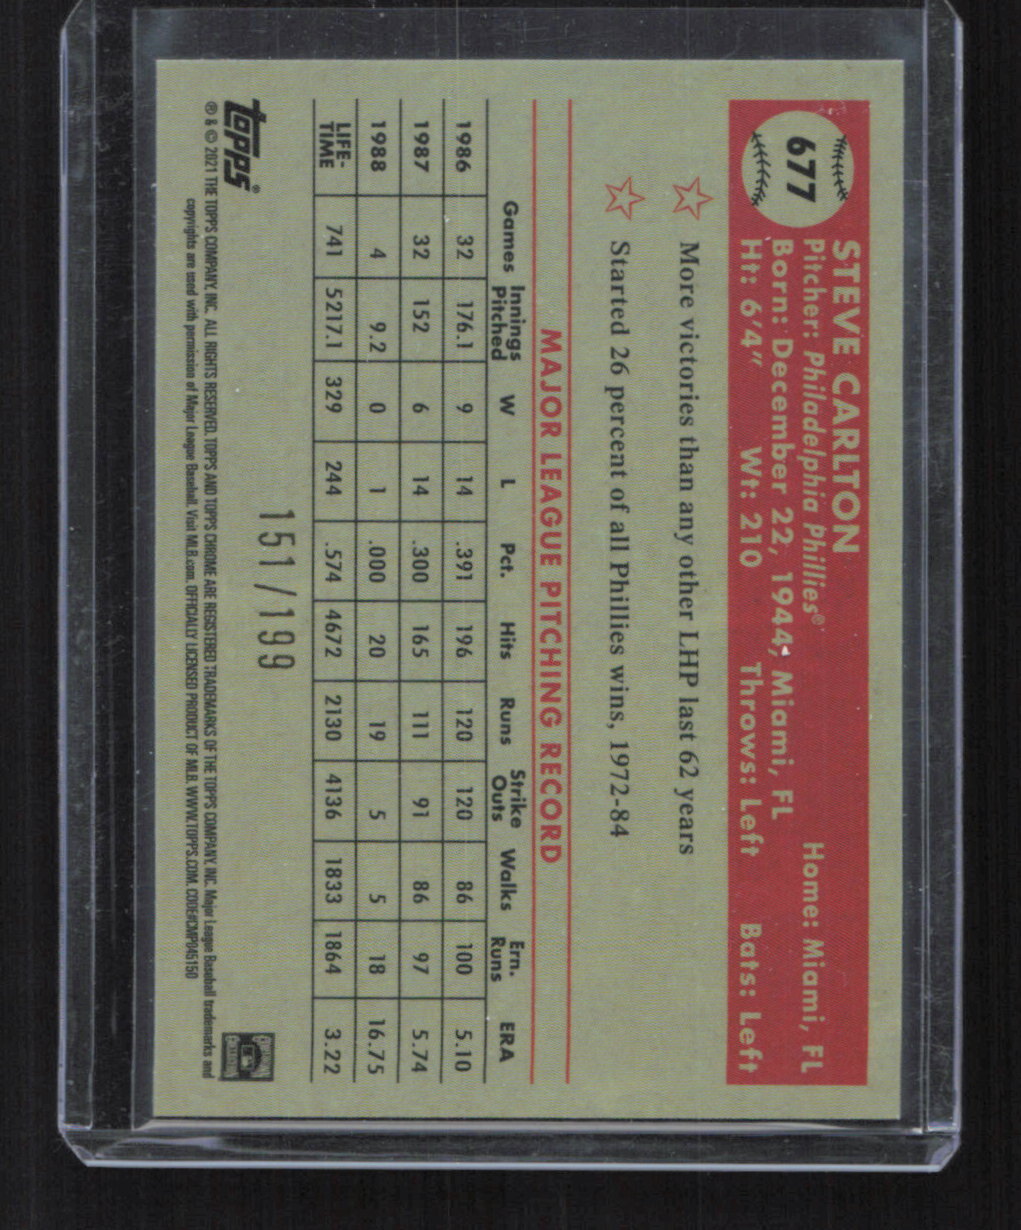 677
STEVE CARLTON
Pitcher: Philadelphia Phillies® Home: Miami, FL
Born: December 22, 1944, Miami, FL
Ht: 6'4" Wt: 210 Throws: Left Bats: Left
More victories than any other LHP last 62 years
Started 26 percent of all Phillies wins, 1972-84
MAJOR LEAGUE PITCHING RECORD
Games Innings Pitched W L Pct. Hits Runs Strike Outs Walks Ern. Runs ERA
1986 32 176.1 9 14 .391 196 120 120 86 100 5.10
1987 32 152 6 14 .300 165 111 91 86 97 5.74
1988 4 9.2 0 1 .000 20 19 5 5 18 16.75
LIFE-TIME 741 5217.1 329 244 .574 4672 2130 4136 1833 1864 3.22
151/199
topps®
® & © 2021 THE TOPPS COMPANY, INC. ALL RIGHTS RESERVED. TOPPS AND TOPPS CHROME ARE REGISTERED TRADEMARKS OF THE TOPPS COMPANY, INC. Major League Baseball trademarks and
copyrights are used with permission of Major League Baseball. Visit MLB.com. OFFICIALLY LICENSED PRODUCT OF MLB. WWW.TOPPS.COM. CODE#CMP045150